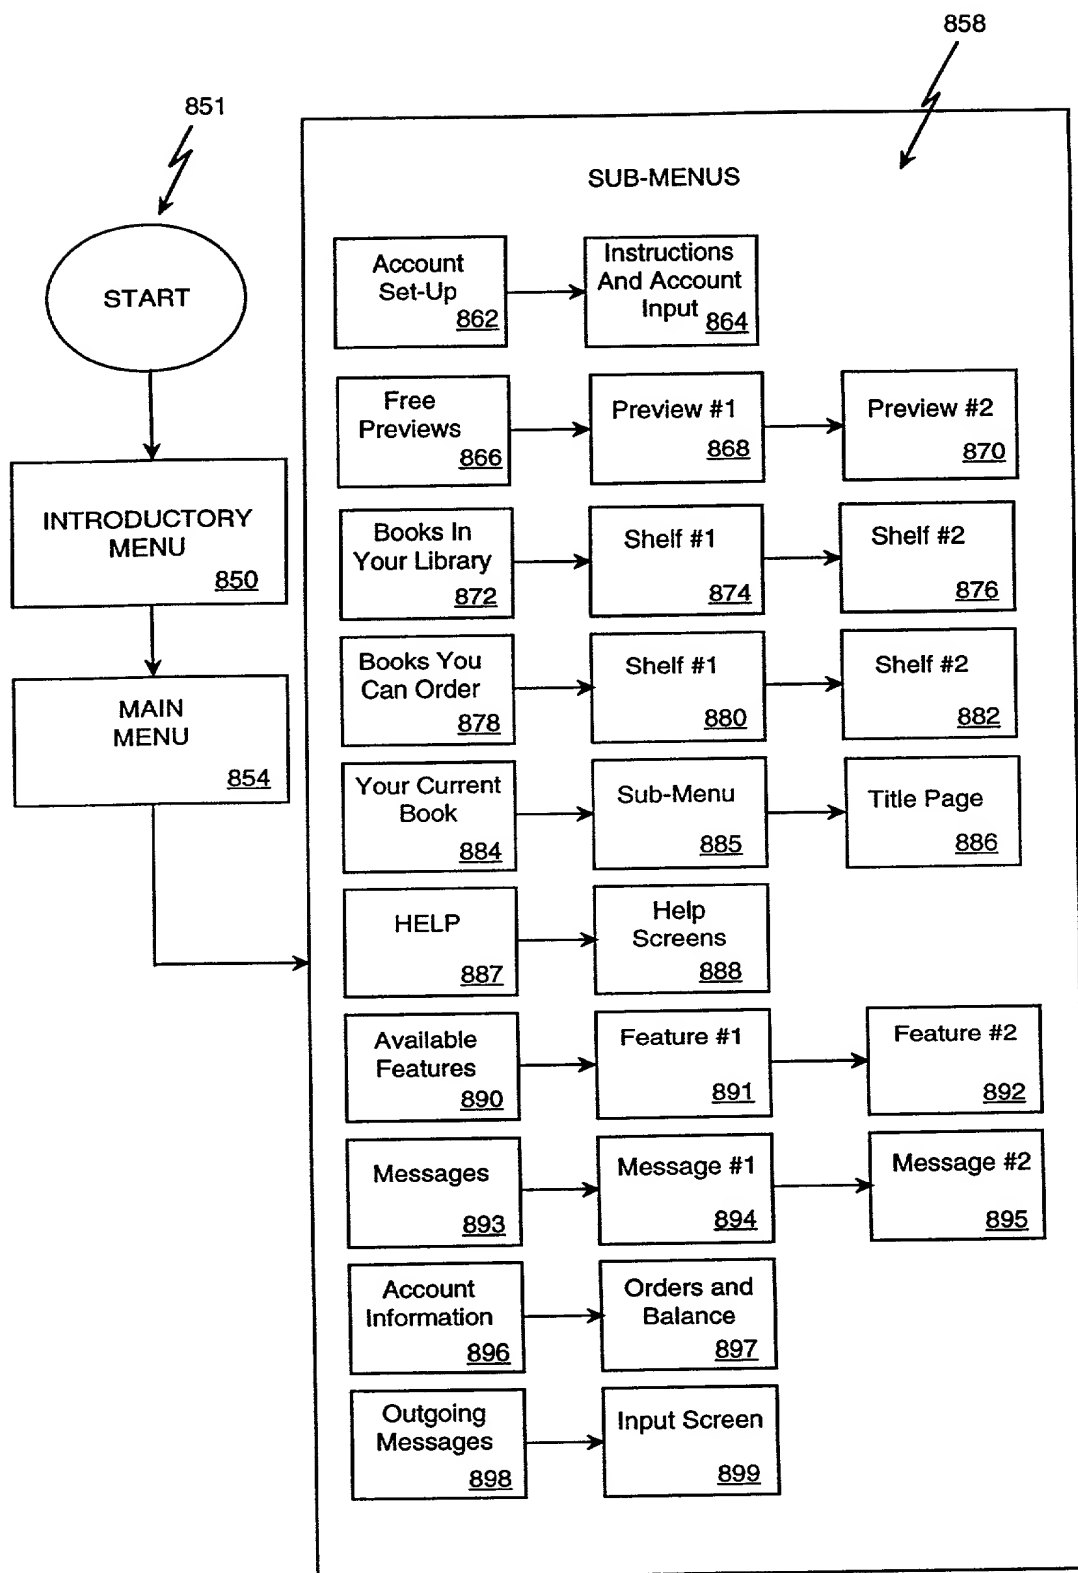 858
851
SUB-MENUS
START
INTRODUCTORY
MENU
850
MAIN
MENU
854
Account
Set-Up
862
Instructions
And Account
Input
864
Free
Previews
866
Preview #1
868
Preview #2
870
Books In
Your Library
872
Shelf #1
874
Shelf #2
876
Books You
Can Order
878
Shelf #1
880
Shelf #2
882
Your Current
Book
884
Sub-Menu
885
Title Page
886
HELP
887
Help
Screens
888
Available
Features
890
Feature #1
891
Feature #2
892
Messages
893
Message #1
894
Message #2
895
Account
Information
896
Orders and
Balance
897
Outgoing
Messages
898
Input Screen
899